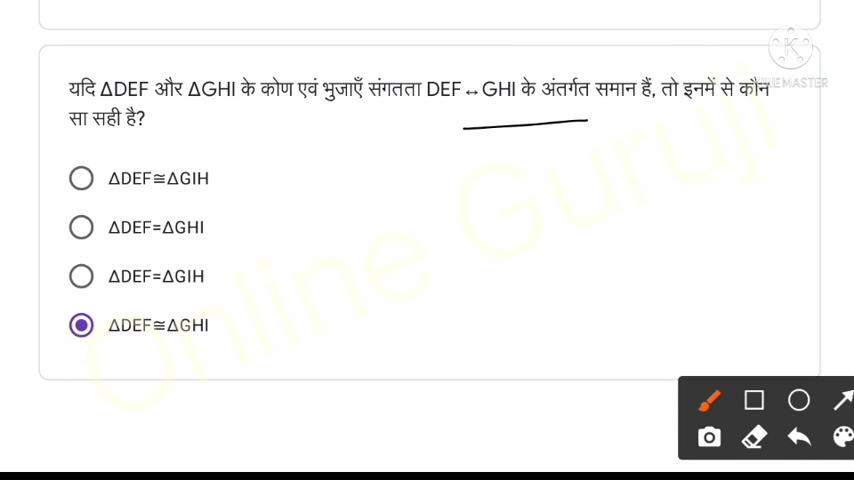 यदि ΔDEF और ΔGHI के कोण एवं भुजाएँ संगतता DEF↔GHI के अंतर्गत समान हैं, तो इनमें से कौन
सा सही है?
ΔDEF≅ΔGIH
ΔDEF=ΔGHI
ΔDEF=ΔGIH
ΔDEF≅ΔGHI
Online Guruji
K
KINEMASTER